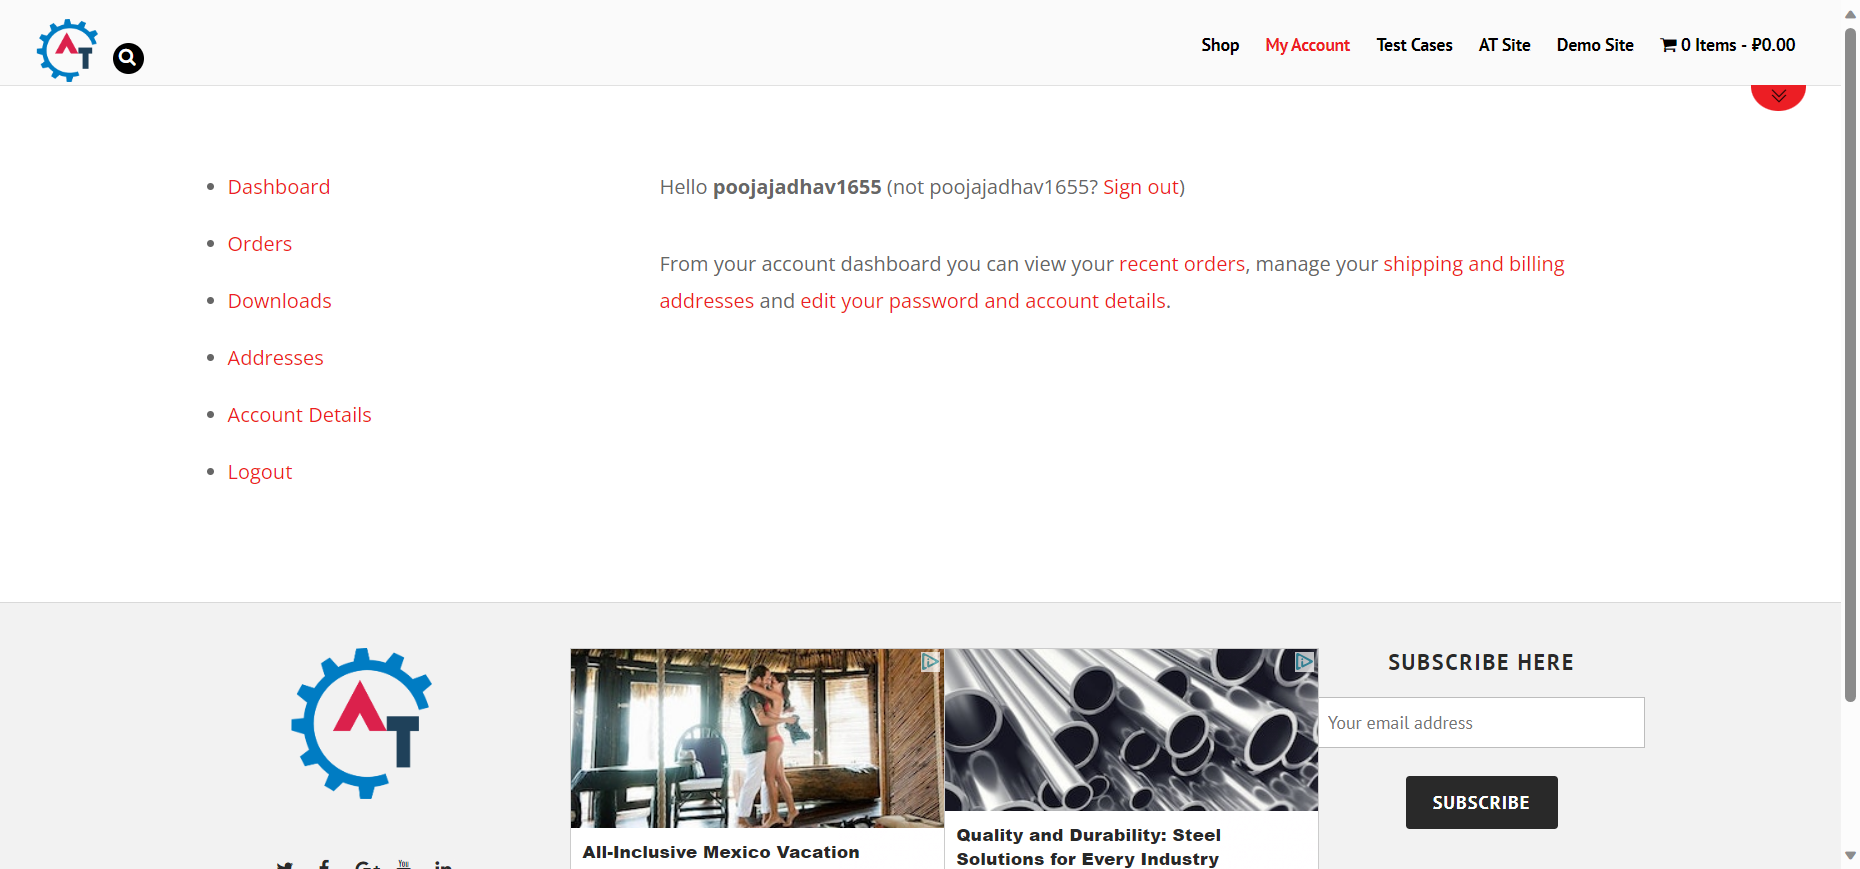 AT
Shop
My Account
Test Cases
AT Site
Demo Site
0 Items - ₽0.00
Dashboard
Orders
Downloads
Addresses
Account Details
Logout
Hello poojajadhav1655 (not poojajadhav1655? Sign out)
From your account dashboard you can view your recent orders, manage your shipping and billing
addresses and edit your password and account details.
AT
All-Inclusive Mexico Vacation
Quality and Durability: Steel
Solutions for Every Industry
SUBSCRIBE HERE
Your email address
SUBSCRIBE
You